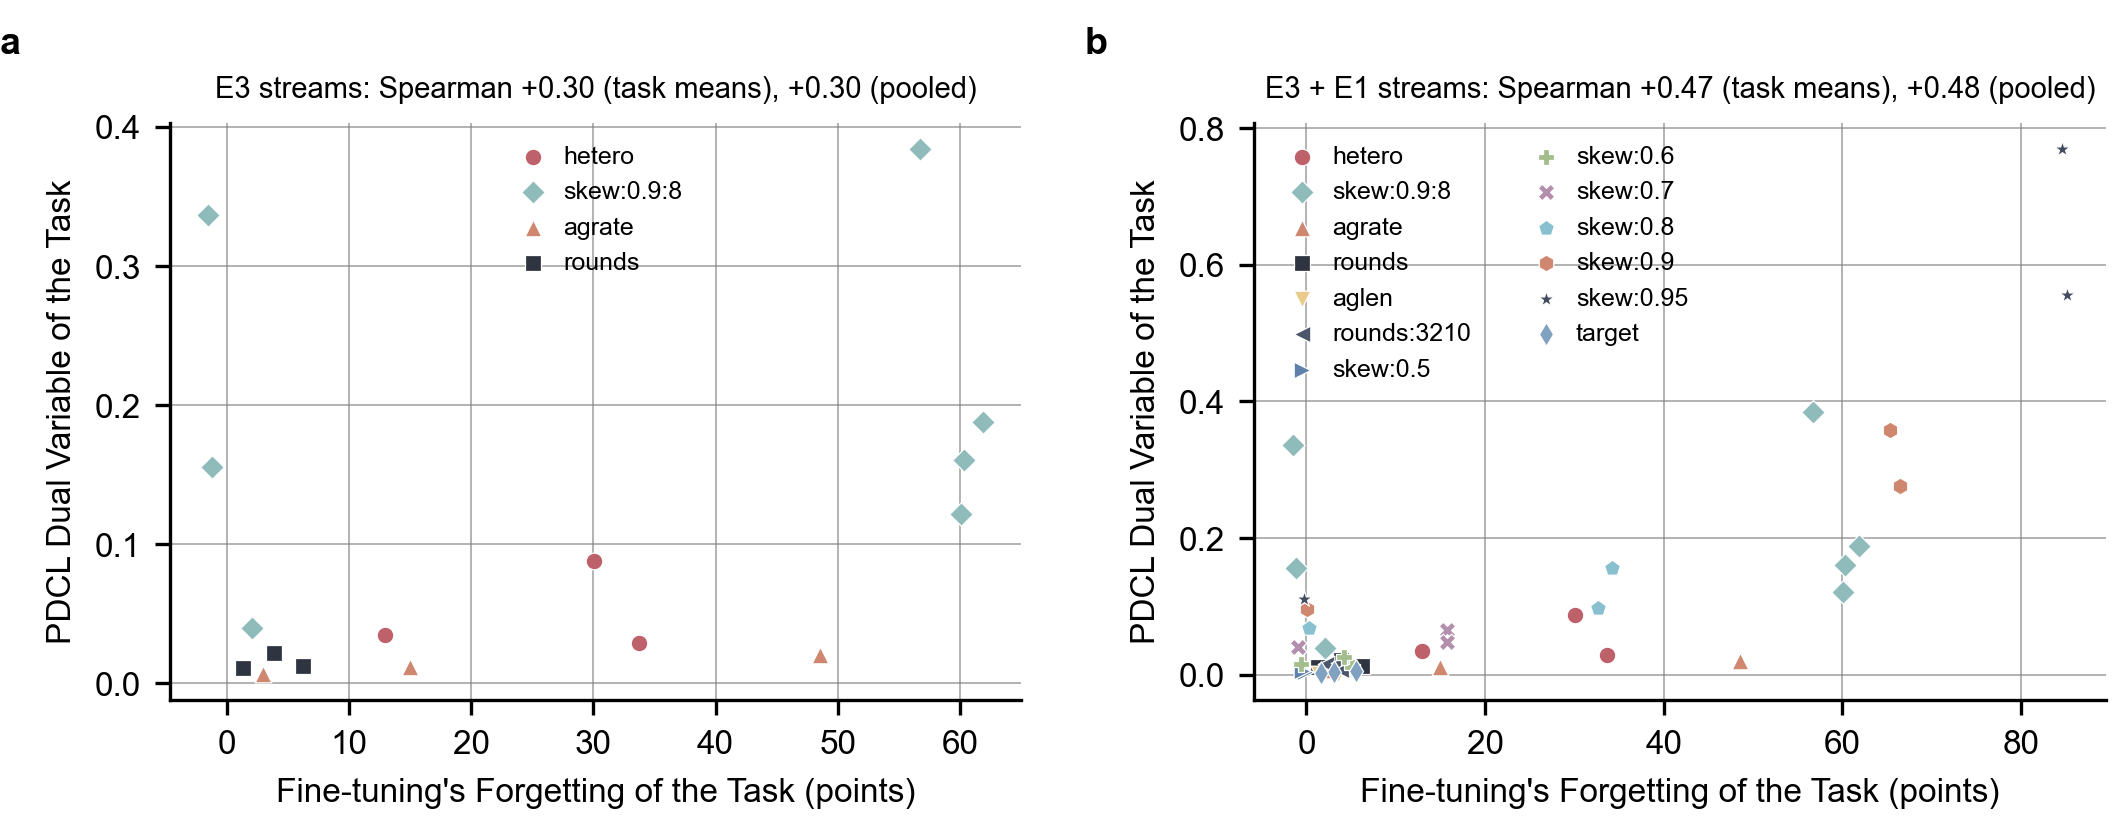 a
E3 streams: Spearman +0.30 (task means), +0.30 (pooled)
PDCL Dual Variable of the Task
0.4
0.3
0.2
0.1
0.0
hetero
skew:0.9:8
agrate
rounds
0 10 20 30 40 50 60
Fine-tuning's Forgetting of the Task (points)
b
E3 + E1 streams: Spearman +0.47 (task means), +0.48 (pooled)
PDCL Dual Variable of the Task
0.8
0.6
0.4
0.2
0.0
hetero
skew:0.9:8
agrate
rounds
aglen
rounds:3210
skew:0.5
skew:0.6
skew:0.7
skew:0.8
skew:0.9
skew:0.95
target
0 20 40 60 80
Fine-tuning's Forgetting of the Task (points)